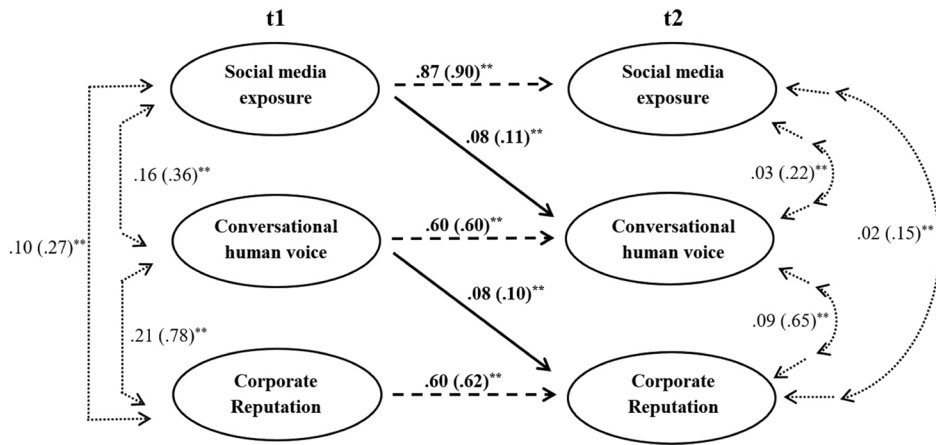 t1
t2
Social media
exposure
.87 (.90)**
Social media
exposure
.08 (.11)**
.16 (.36)**
.03 (.22)**
.10 (.27)**
Conversational
human voice
.60 (.60)**
Conversational
human voice
.02 (.15)**
.08 (.10)**
.21 (.78)**
.09 (.65)**
Corporate
Reputation
.60 (.62)**
Corporate
Reputation